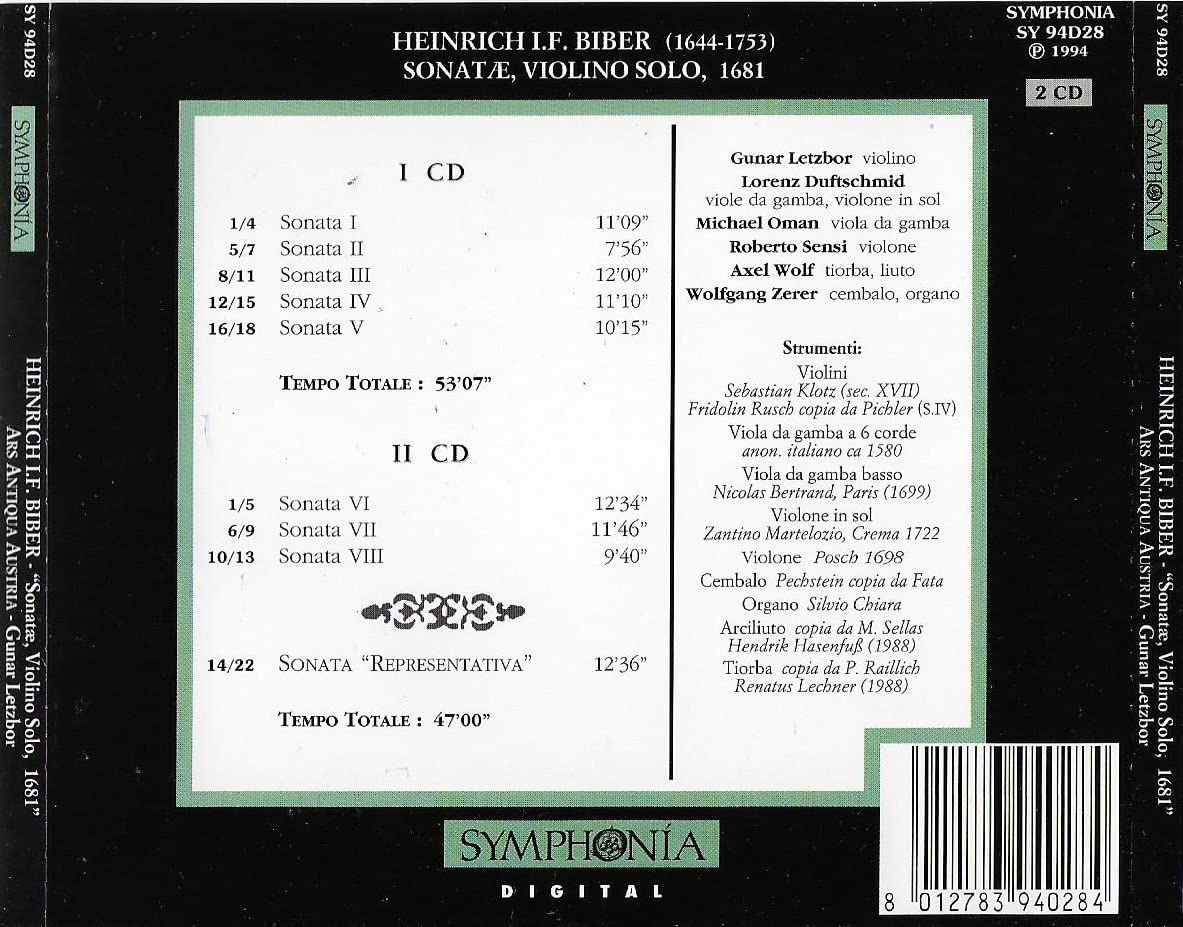 SY 94D28
SYMPHONÍA
HEINRICH I.F. BIBER - “Sonatæ, Violino Solo, 1681”
ARS ANTIQUA AUSTRIA - Gunar Letzbor
HEINRICH I.F. BIBER (1644-1753)
SONATÆ, VIOLINO SOLO, 1681
SYMPHONIA
SY 94D28
℗ 1994
2 CD
I CD
1/4 Sonata I 11’09”
5/7 Sonata II 7’56”
8/11 Sonata III 12’00”
12/15 Sonata IV 11’10”
16/18 Sonata V 10’15”
TEMPO TOTALE : 53’07”
II CD
1/5 Sonata VI 12’34”
6/9 Sonata VII 11’46”
10/13 Sonata VIII 9’40”
14/22 SONATA “REPRESENTATIVA” 12’36”
TEMPO TOTALE : 47’00”
Gunar Letzbor violino
Lorenz Duftschmid
viole da gamba, violone in sol
Michael Oman viola da gamba
Roberto Sensi violone
Axel Wolf tiorba, liuto
Wolfgang Zerer cembalo, organo
Strumenti:
Violini
Sebastian Klotz (sec. XVII)
Fridolin Rusch copia da Pichler (S.IV)
Viola da gamba a 6 corde
anon. italiano ca 1580
Viola da gamba basso
Nicolas Bertrand, Paris (1699)
Violone in sol
Zantino Martelozio, Crema 1722
Violone Posch 1698
Cembalo Pechstein copia da Fata
Organo Silvio Chiara
Arciliuto copia da M. Sellas
Hendrik Hasenfuß (1988)
Tiorba copia da P. Raillich
Renatus Lechner (1988)
SYMPHONÍA
DIGITAL
8 012783 940284
SY 94D28
SYMPHONÍA
HEINRICH I.F. BIBER - “Sonatæ, Violino Solo, 1681”
ARS ANTIQUA AUSTRIA - Gunar Letzbor